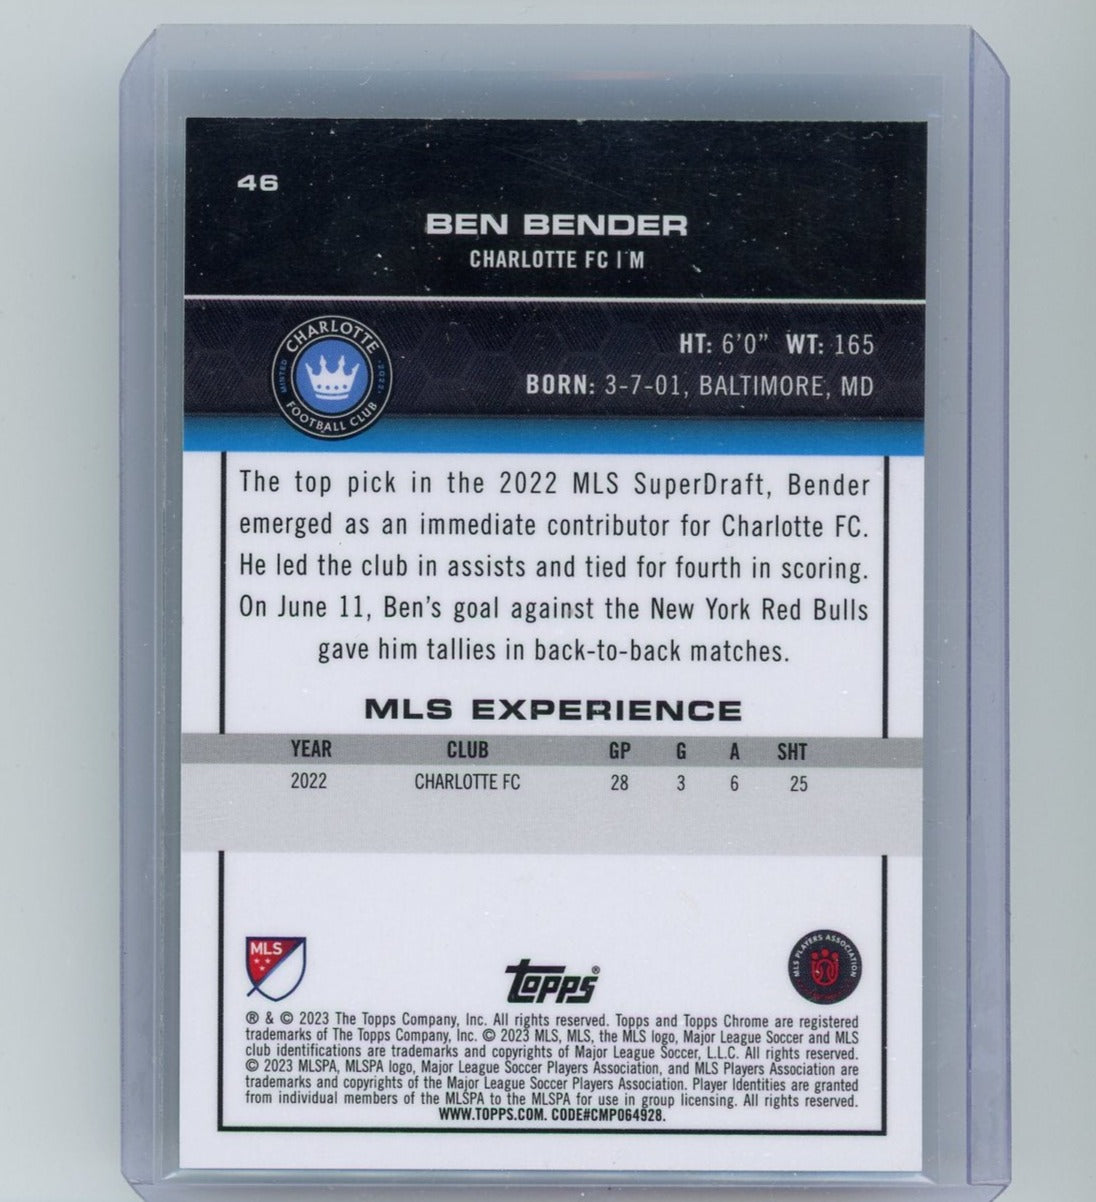 46
BEN BENDER
CHARLOTTE FC | M
CHARLOTTE
MINTED
2022
FOOTBALL CLUB
HT: 6'0" WT: 165
BORN: 3-7-01, BALTIMORE, MD
The top pick in the 2022 MLS SuperDraft, Bender
emerged as an immediate contributor for Charlotte FC.
He led the club in assists and tied for fourth in scoring.
On June 11, Ben's goal against the New York Red Bulls
gave him tallies in back-to-back matches.
MLS EXPERIENCE
YEAR CLUB GP G A SHT
2022 CHARLOTTE FC 28 3 6 25
MLS
topps®
MLS PLAYERS ASSOCIATION
® & © 2023 The Topps Company, Inc. All rights reserved. Topps and Topps Chrome are registered
trademarks of The Topps Company, Inc. © 2023 MLS, MLS, the MLS logo, Major League Soccer and MLS
club identifications are trademarks and copyrights of Major League Soccer, L.L.C. All rights reserved.
© 2023 MLSPA, MLSPA logo, Major League Soccer Players Association, and MLS Players Association are
trademarks and copyrights of the Major League Soccer Players Association. Player Identities are granted
from individual members of the MLSPA to the MLSPA for use in group licensing. All rights reserved.
WWW.TOPPS.COM. CODE#CMP064928.